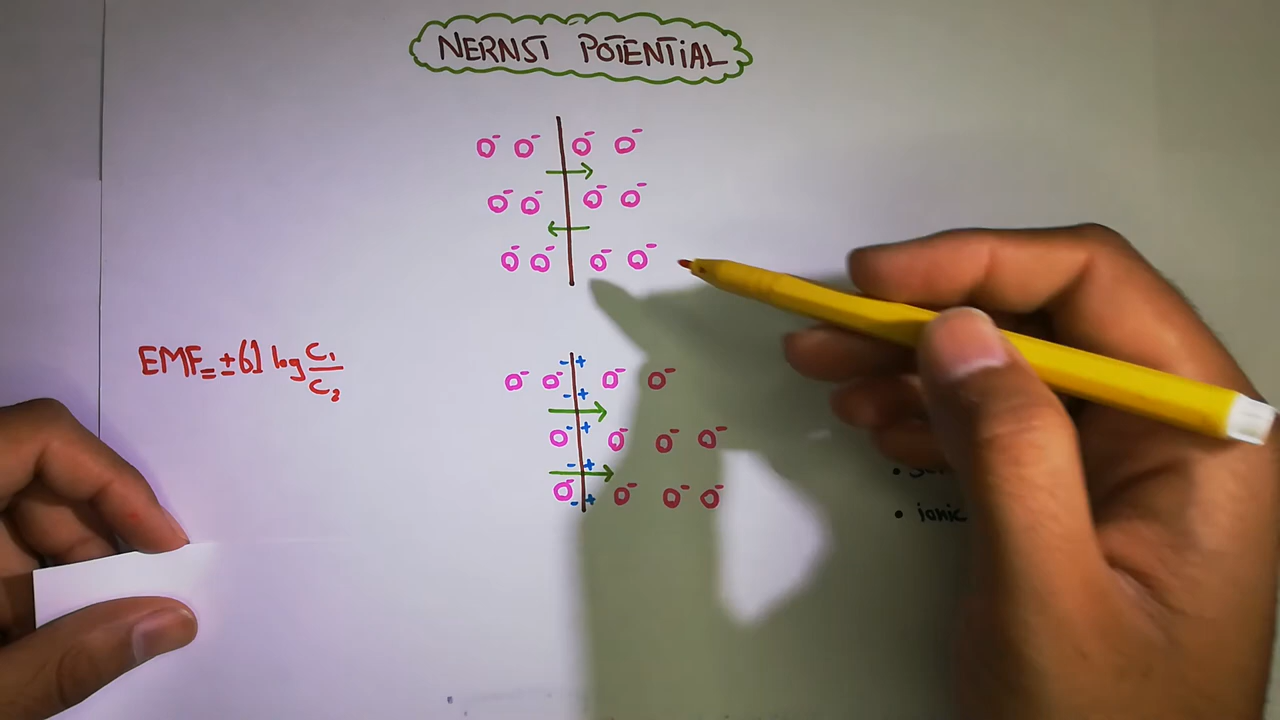 NERNST POTENTIAL
O⁻ O⁻ O⁻ O⁻
O⁻ O⁻ O⁻ O⁻
O⁻ O⁻ O⁻ O⁻
EMF = ±61 log C₁/C₂
- +
O⁻ O⁻ O⁻ O⁻
- +
- +
O⁻ O⁻ O⁻ O⁻
- +
O⁻ O⁻ O⁻ O⁻
- +
• ionic